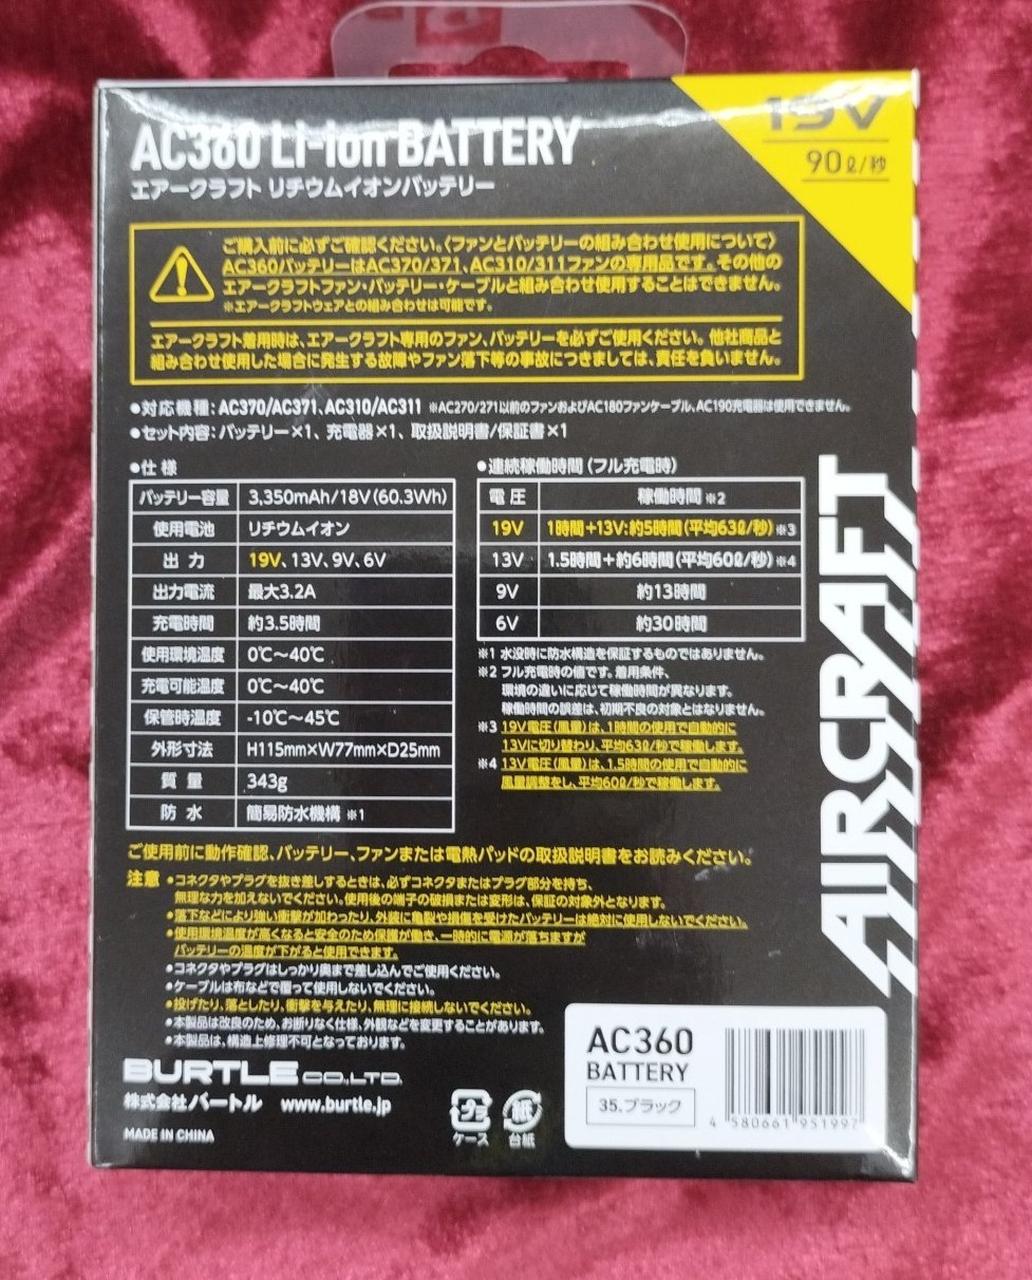 19V
90ℓ/秒
AC360 Li-ion BATTERY
エアークラフト リチウムイオンバッテリー
ご購入前に必ずご確認ください。〈ファンとバッテリーの組み合わせ使用について〉
AC360バッテリーはAC370/371、AC310/311ファンの専用品です。その他の
エアークラフトファン・バッテリー・ケーブルと組み合わせ使用することはできません。
※エアークラフトウェアとの組み合わせは可能です。
エアークラフト着用時は、エアークラフト専用のファン、バッテリーを必ずご使用ください。他社商品と
組み合わせ使用した場合に発生する故障やファン落下等の事故につきましては、責任を負いません。
●対応機種：AC370/AC371、AC310/AC311 ※AC270/271以前のファンおよびAC180ファンケーブル、AC190充電器は使用できません。
●セット内容：バッテリー×1、充電器×1、取扱説明書/保証書×1
●仕様
バッテリー容量 3,350mAh/18V(60.3Wh)
使用電池 リチウムイオン
出力 19V、13V、9V、6V
出力電流 最大3.2A
充電時間 約3.5時間
使用環境温度 0℃～40℃
充電可能温度 0℃～40℃
保管時温度 -10℃～45℃
外形寸法 H115mm×W77mm×D25mm
質量 343g
防水 簡易防水機構 ※1
●連続稼働時間（フル充電時）
電圧 稼働時間 ※2
19V 1時間＋13V:約5時間(平均63ℓ/秒) ※3
13V 1.5時間＋約6時間(平均60ℓ/秒) ※4
9V 約13時間
6V 約30時間
※1 水没時に防水構造を保証するものではありません。
※2 フル充電時の値です。着用条件、
環境の違いに応じて稼働時間が異なります。
稼働時間の誤差は、初期不良の対象とはなりません。
※3 19V電圧(風量)は、1時間の使用で自動的に
13Vに切り替わり、平均63ℓ/秒で稼働します。
※4 13V電圧(風量)は、1.5時間の使用で自動的に
風量調整をし、平均60ℓ/秒で稼働します。
AIRCRAFT
ご使用前に動作確認、バッテリー、ファンまたは電熱パッドの取扱説明書をお読みください。
注意 ●コネクタやプラグを抜き差しするときは、必ずコネクタまたはプラグ部分を持ち、
無理な力を加えないでください。使用後の端子の破損または変形は、保証の対象外となります。
●落下などにより強い衝撃が加わったり、外装に亀裂や損傷を受けたバッテリーは絶対に使用しないでください。
●使用環境温度が高くなると安全のため保護が働き、一時的に電源が落ちますが
バッテリーの温度が下がると使用できます。
●コネクタやプラグはしっかり奥まで差し込んでご使用ください。
●ケーブルは布などで覆って使用しないでください。
●投げたり、落としたり、衝撃を与えたり、無理に接続しないでください。
●本製品は改良のため、お断りなく仕様、外観などを変更することがあります。
●本製品は、構造上修理不可となっております。
BURTLE CO.,LTD.
株式会社バートル www.burtle.jp
MADE IN CHINA
プラ
ケース
紙
台紙
AC360
BATTERY
35.ブラック
4 580661 951997